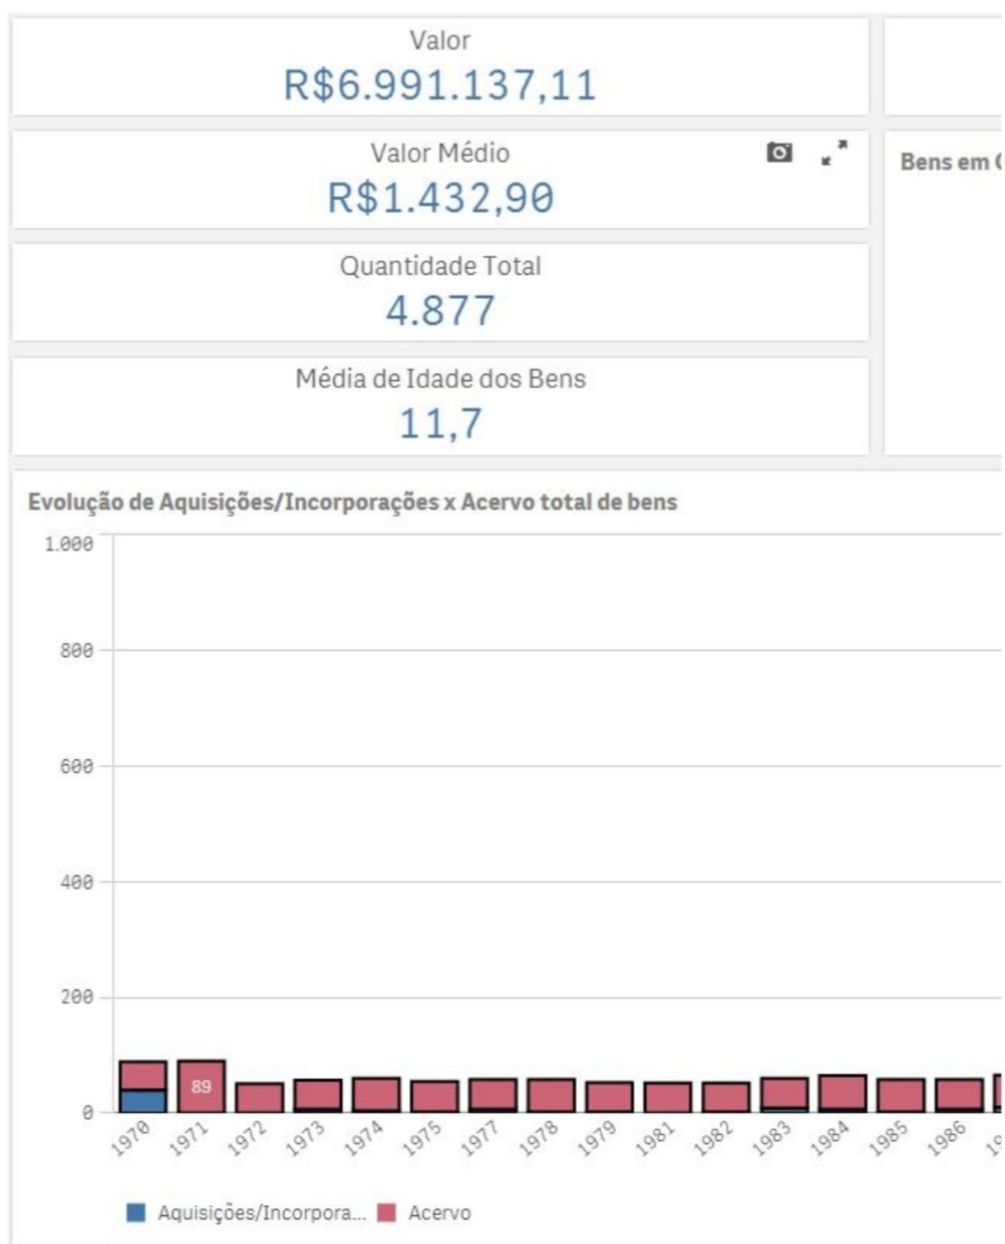 Valor
R$6.991.137,11
Valor Médio
R$1.432,90
Bens em
Quantidade Total
4.877
Média de Idade dos Bens
11,7
Evolução de Aquisições/Incorporações x Acervo total de bens
1.000
800
600
400
200
0
89
1970 1971 1972 1973 1974 1975 1977 1978 1979 1981 1982 1983 1984 1985 1986
Aquisições/Incorpora... Acervo